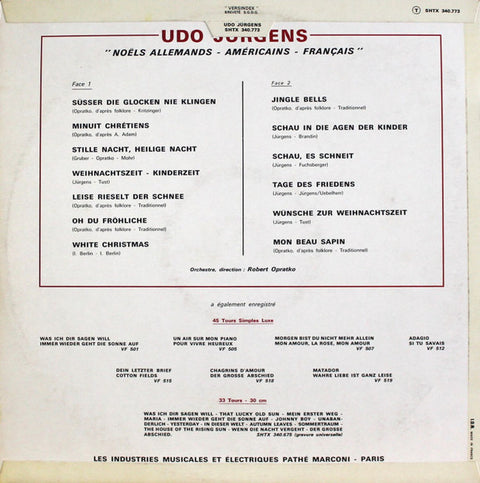 "VERSINDEX"
BREVETÉ S.G.D.G.
UDO JÜRGENS
SHTX 340.773
T SHTX 340.773
UDO JÜRGENS
"NOËLS ALLEMANDS - AMÉRICAINS - FRANÇAIS"
Face 1
SÜSSER DIE GLOCKEN NIE KLINGEN
(Opratko, d'après folklore - Kritzinger)
MINUIT CHRÉTIENS
(Opratko, d'après A. Adam)
STILLE NACHT, HEILIGE NACHT
(Gruber - Opratko - Mohr)
WEIHNACHTSZEIT - KINDERZEIT
(Jürgens - Tust)
LEISE RIESELT DER SCHNEE
(Opratko, d'après folklore - Traditionnel)
OH DU FRÖHLICHE
(Opratko, d'après folklore - Traditionnel)
WHITE CHRISTMAS
(I. Berlin - I. Berlin)
Face 2
JINGLE BELLS
(Opratko, d'après folklore - Traditionnel)
SCHAU IN DIE AGEN DER KINDER
(Jürgens - Brandin)
SCHAU, ES SCHNEIT
(Jürgens - Fuchsberger)
TAGE DES FRIEDENS
(Jürgens - Jürgens/Uebelherr)
WÜNSCHE ZUR WEIHNACHTSZEIT
(Jürgens - Tust)
MON BEAU SAPIN
(Opratko, d'après folklore - Traditionnel)
Orchestre, direction : Robert Opratko
a également enregistré
45 Tours Simples Luxe
WAS ICH DIR SAGEN WILL
IMMER WIEDER GEHT DIE SONNE AUF
VF 501
UN AIR SUR MON PIANO
POUR VIVRE HEUREUX
VF 505
MORGEN BIST DU NICHT MEHR ALLEIN
MON AMOUR, LA ROSE, MON AMOUR
VF 507
ADAGIO
SI TU SAVAIS
VF 512
DEIN LETZTER BRIEF
COTTON FIELDS
VF 515
CHAGRINS D'AMOUR
DER GROSSE ABSCHIED
VF 518
MATADOR
WAHRE LIEBE IST GANZ LEISE
VF 519
33 Tours - 30 cm
WAS ICH DIR SAGEN WILL - THAT LUCKY OLD SUN - MEIN ERSTER WEG -
MARIA - IMMER WIEDER GEHT DIE SONNE AUF - JOHNNY BOY - UNABAN-
DERLICH - YESTERDAY - IN DIESER WELT - AUTUMN LEAVES - SOMMERTRAUM -
THE HOUSE OF THE RISING SUN - WENN DIE NACHT VERGEHT - DER GROSSE
ABSCHIED. SHTX 340.675 (gravure universelle)
LES INDUSTRIES MUSICALES ET ÉLECTRIQUES PATHÉ MARCONI - PARIS
MADE IN FRANCE